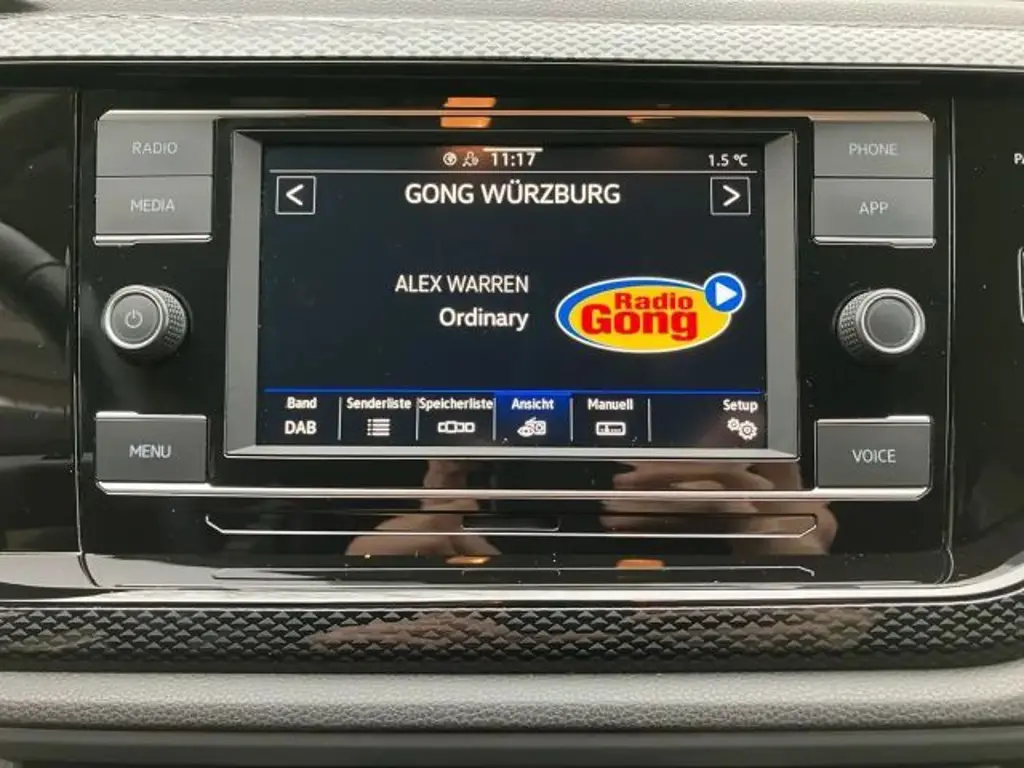 RADIO
MEDIA
MENU
11:17
1.5 °C
<
GONG WÜRZBURG
>
ALEX WARREN
Ordinary
Radio
Gong
Band
DAB
Senderliste
Speicherliste
Ansicht
Manuell
Setup
PHONE
APP
VOICE